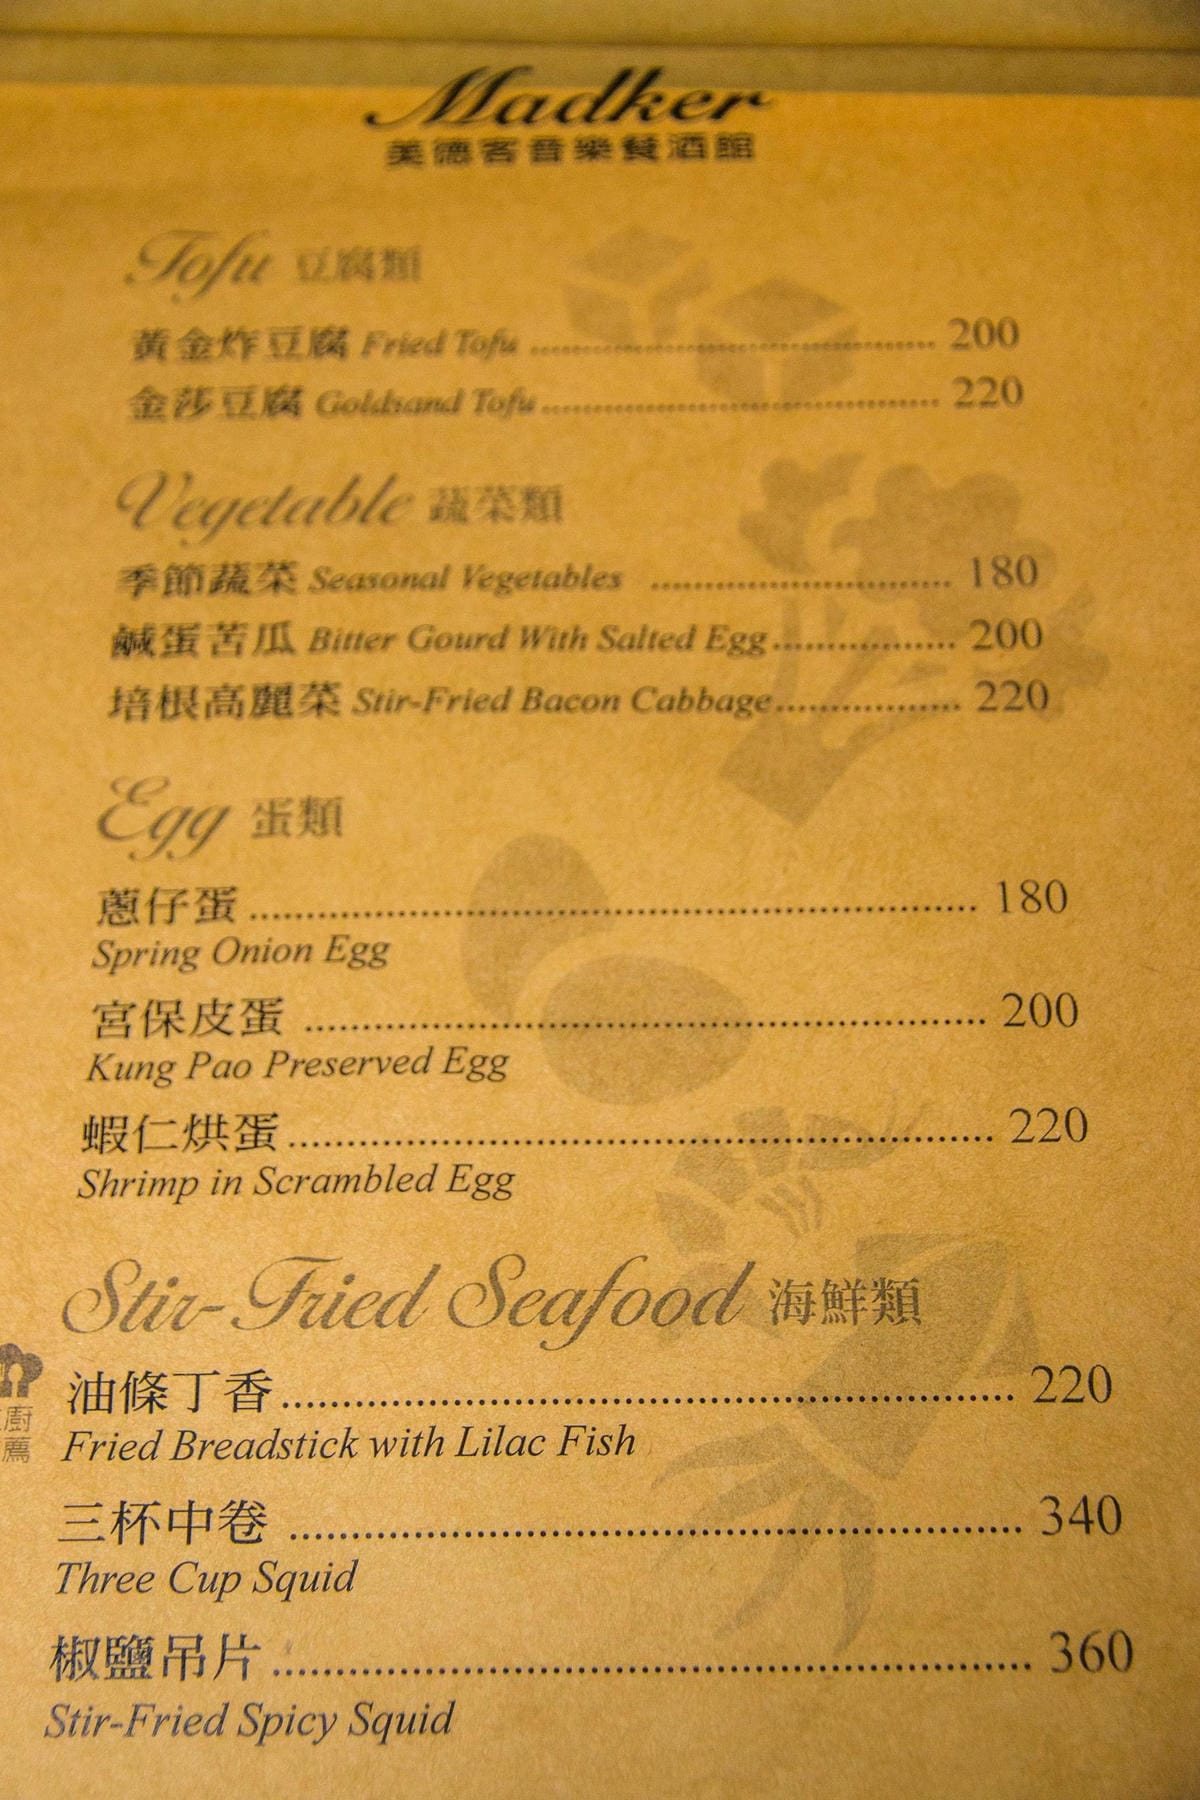 Madker
美德客音樂餐酒館
Tofu 豆腐類
黃金炸豆腐 Fried Tofu ........ 200
金莎豆腐 Goldsand Tofu ........ 220
Vegetable 蔬菜類
季節蔬菜 Seasonal Vegetables ........ 180
鹹蛋苦瓜 Bitter Gourd With Salted Egg ........ 200
培根高麗菜 Stir-Fried Bacon Cabbage ........ 220
Egg 蛋類
蔥仔蛋 ........ 180
Spring Onion Egg
宮保皮蛋 ........ 200
Kung Pao Preserved Egg
蝦仁烘蛋 ........ 220
Shrimp in Scrambled Egg
Stir-Fried Seafood 海鮮類
油條丁香 ........ 220
廚
薦
Fried Breadstick with Lilac Fish
三杯中卷 ........ 340
Three Cup Squid
椒鹽吊片 ........ 360
Stir-Fried Spicy Squid